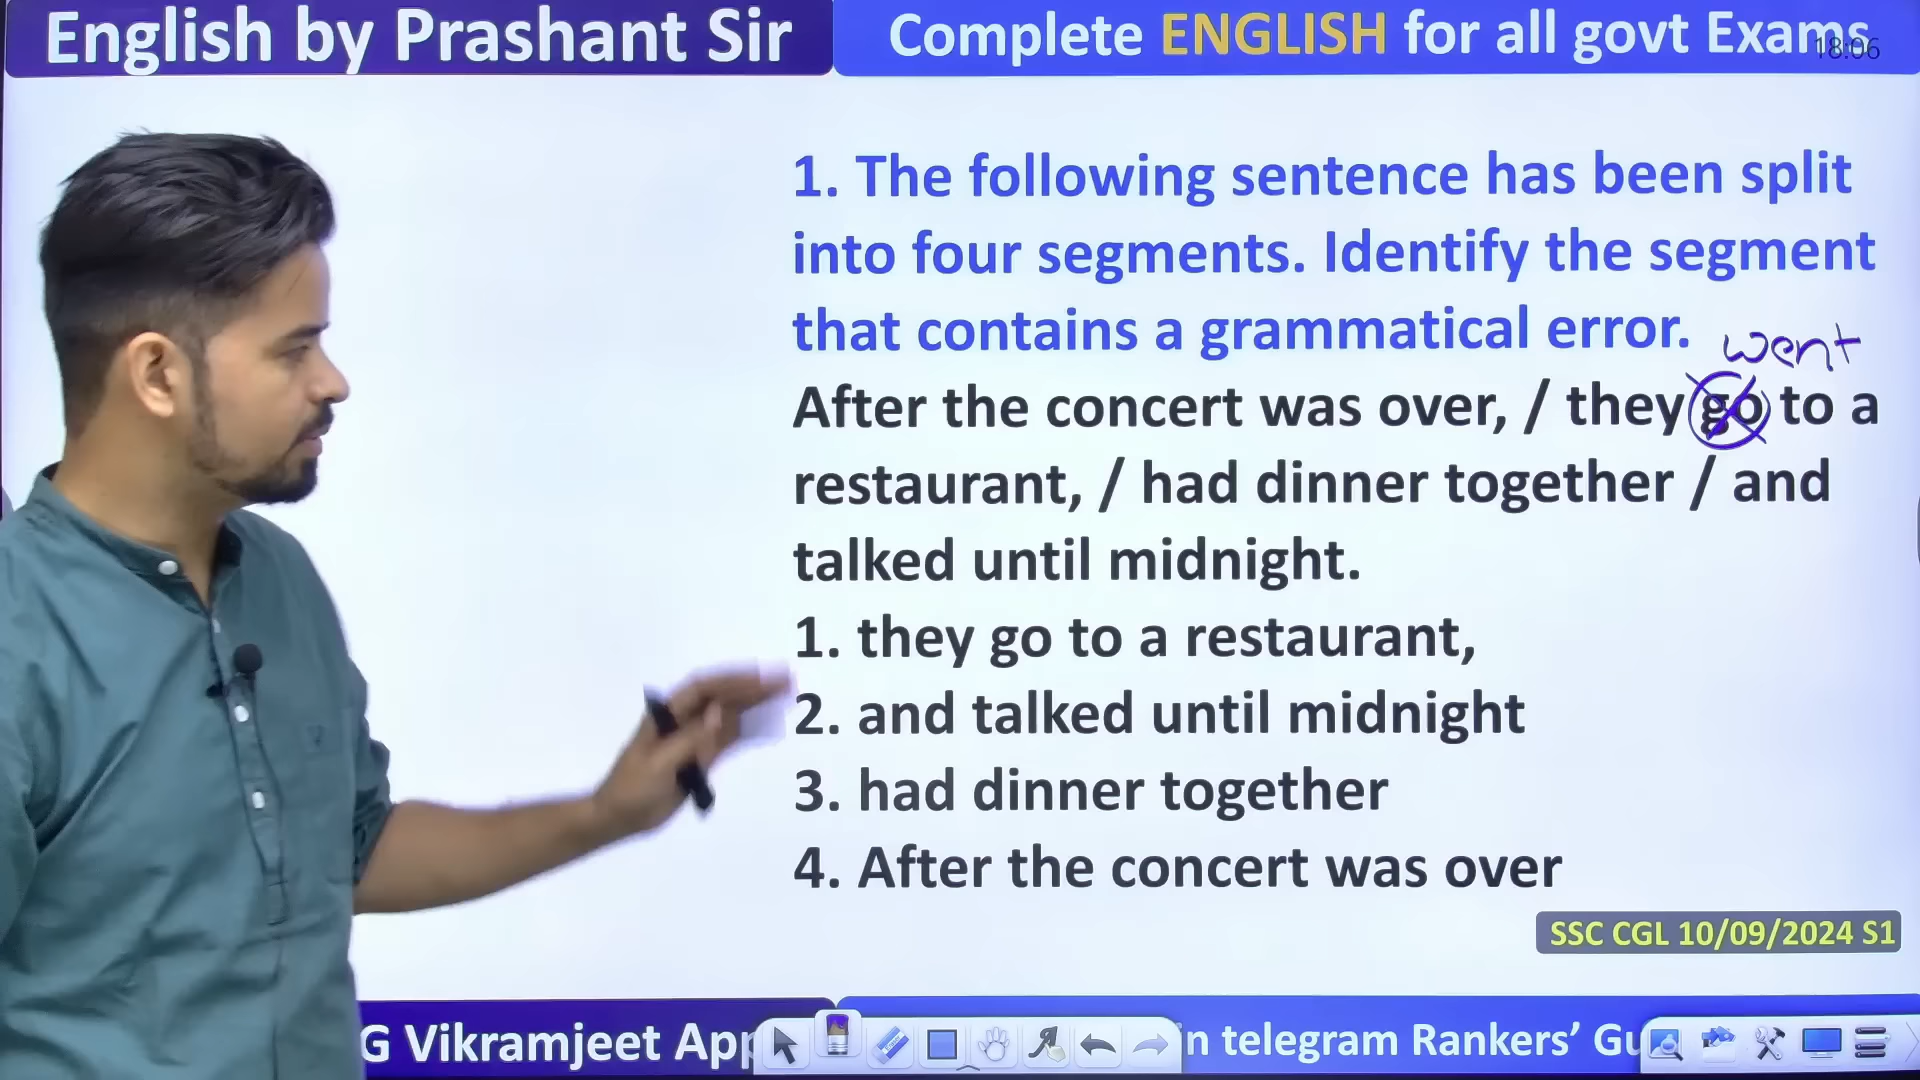 English by Prashant Sir
Complete ENGLISH for all govt Exams
18:06
1. The following sentence has been split
into four segments. Identify the segment
that contains a grammatical error.
went
After the concert was over, / they go to a
restaurant, / had dinner together / and
talked until midnight.
1. they go to a restaurant,
2. and talked until midnight
3. had dinner together
4. After the concert was over
SSC CGL 10/09/2024 S1
G Vikramjeet App
in telegram Rankers’ Gu